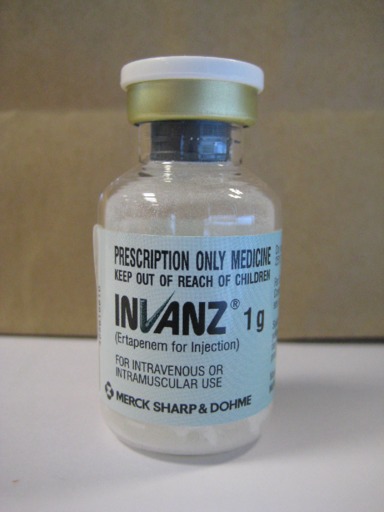 PRESCRIPTION ONLY MEDICINE
KEEP OUT OF REACH OF CHILDREN
INVANZ® 1g
(Ertapenem for Injection)
FOR INTRAVENOUS OR
INTRAMUSCULAR USE
MERCK SHARP & DOHME